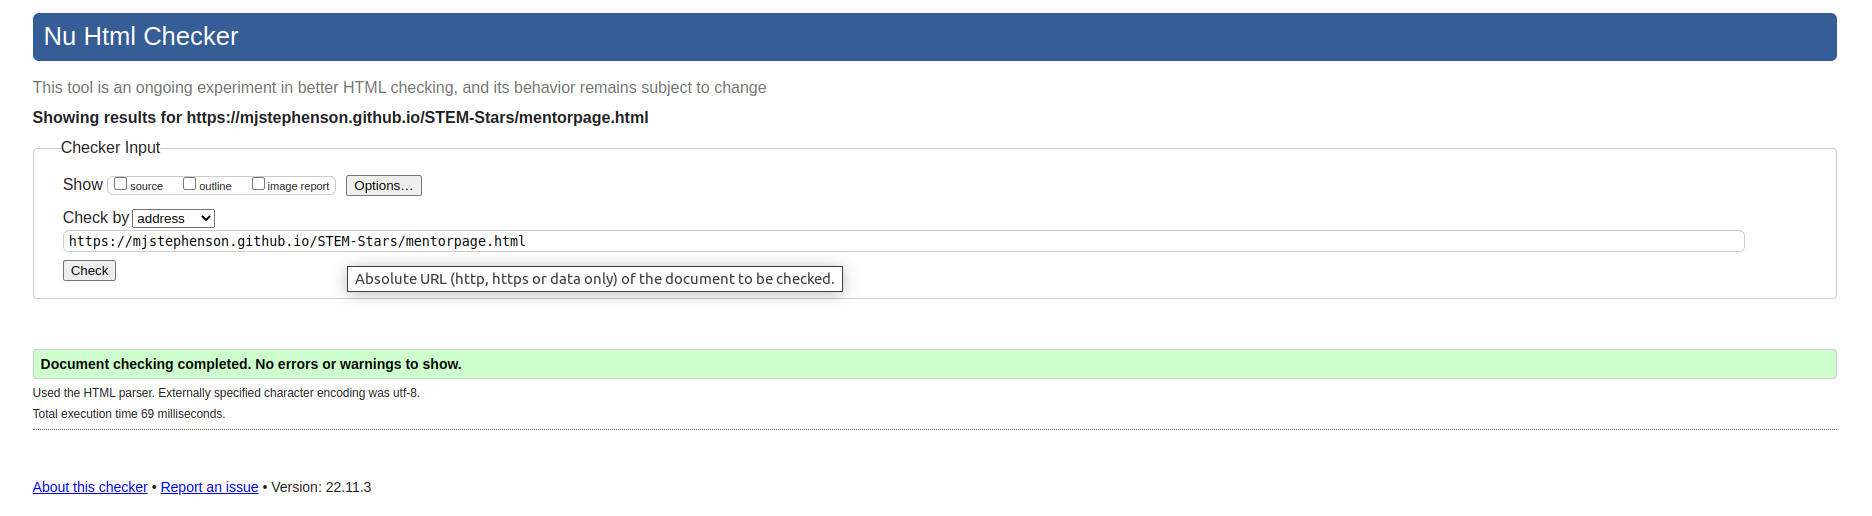 Nu Html Checker
This tool is an ongoing experiment in better HTML checking, and its behavior remains subject to change
Showing results for https://mjstephenson.github.io/STEM-Stars/mentorpage.html
Checker Input
Show source outline image report Options...
Check by address
https://mjstephenson.github.io/STEM-Stars/mentorpage.html
Check
Absolute URL (http, https or data only) of the document to be checked.
Document checking completed. No errors or warnings to show.
Used the HTML parser. Externally specified character encoding was utf-8.
Total execution time 69 milliseconds.
About this checker • Report an issue • Version: 22.11.3